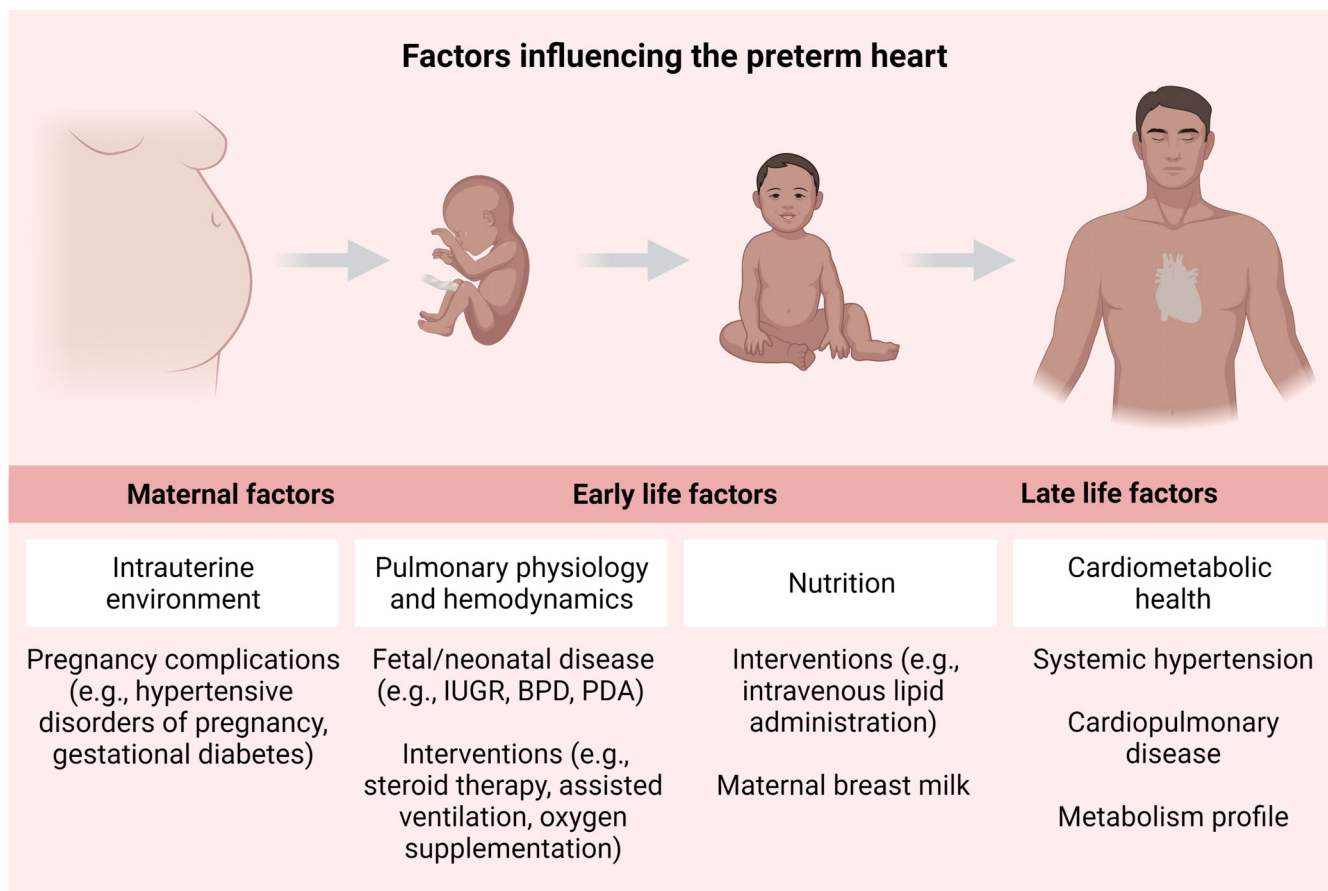 Factors influencing the preterm heart
Maternal factors
Early life factors
Late life factors
Intrauterine
environment
Pregnancy complications
(e.g., hypertensive
disorders of pregnancy,
gestational diabetes)
Pulmonary physiology
and hemodynamics
Fetal/neonatal disease
(e.g., IUGR, BPD, PDA)
Interventions (e.g.,
steroid therapy, assisted
ventilation, oxygen
supplementation)
Nutrition
Interventions (e.g.,
intravenous lipid
administration)
Maternal breast milk
Cardiometabolic
health
Systemic hypertension
Cardiopulmonary
disease
Metabolism profile